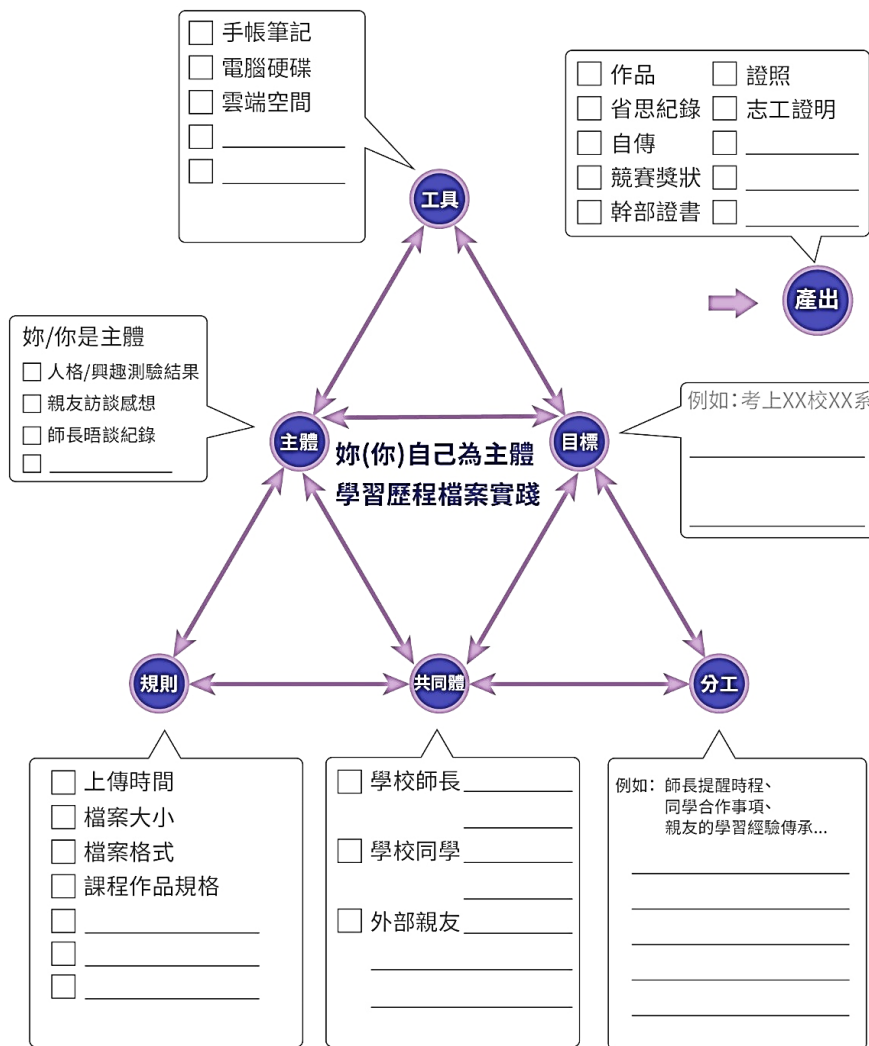 手帳筆記
電腦硬碟
雲端空間
工具
作品
證照
省思紀錄
志工證明
自傳
競賽獎狀
幹部證書
產出
妳/你是主體
人格/興趣測驗結果
親友訪談感想
師長晤談紀錄
主體
妳(你)自己為主體
學習歷程檔案實踐
目標
例如：考上XX校XX系
規則
共同體
分工
上傳時間
檔案大小
檔案格式
課程作品規格
學校師長
學校同學
外部親友
例如：師長提醒時程、
同學合作事項、
親友的學習經驗傳承...